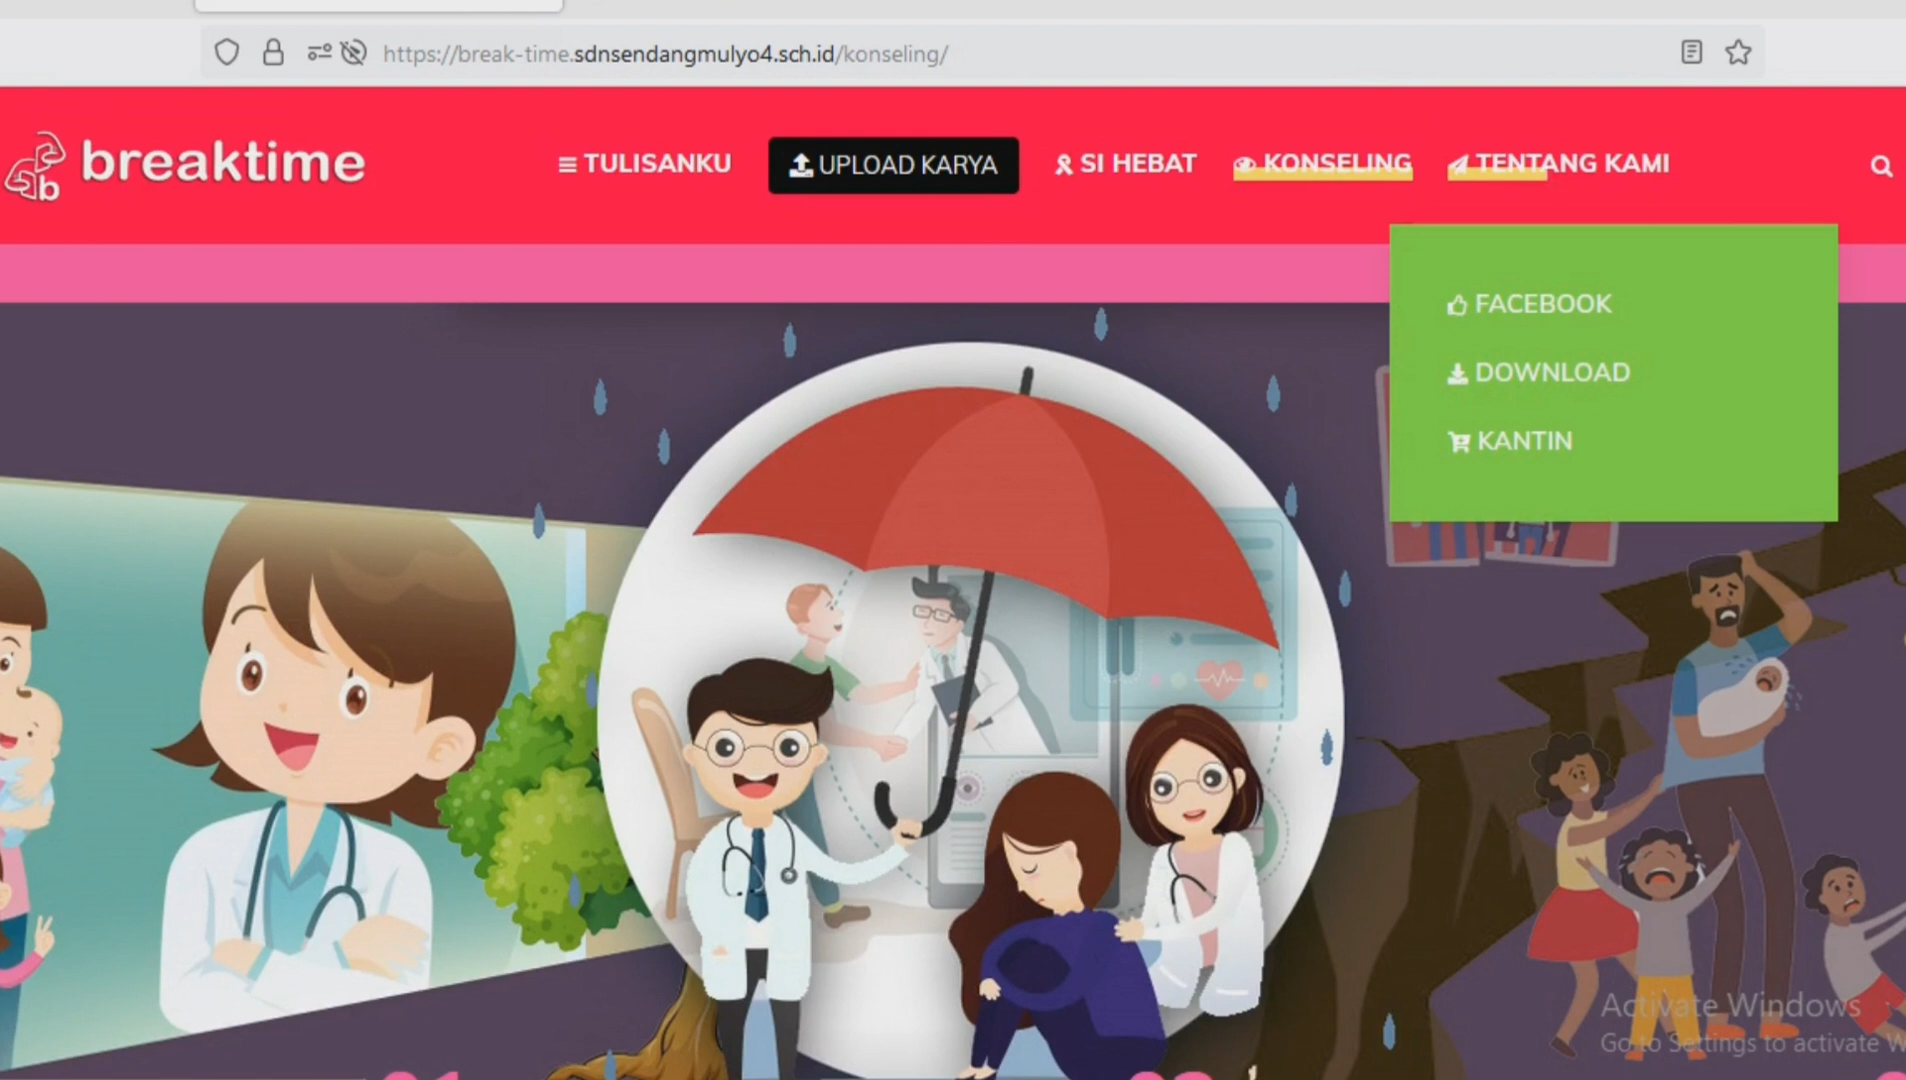 https://break-time.sdnsendangmulyo4.sch.id/konseling/
breaktime
b
TULISANKU
UPLOAD KARYA
SI HEBAT
KONSELING
TENTANG KAMI
FACEBOOK
DOWNLOAD
KANTIN
Activate Windows
Go to Settings to activate W